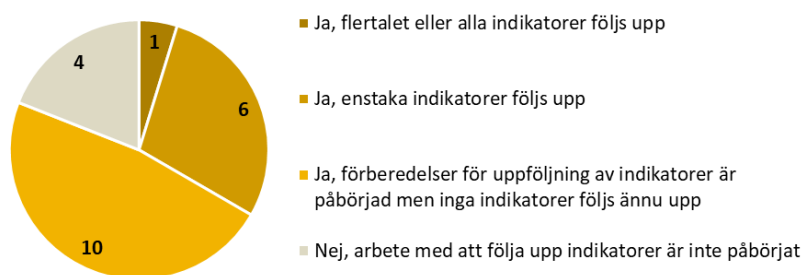 1
4
6
10
Ja, flertalet eller alla indikatorer följs upp
Ja, enstaka indikatorer följs upp
Ja, förberedelser för uppföljning av indikatorer är
påbörjad men inga indikatorer följs ännu upp
Nej, arbete med att följa upp indikatorer är inte påbörjat